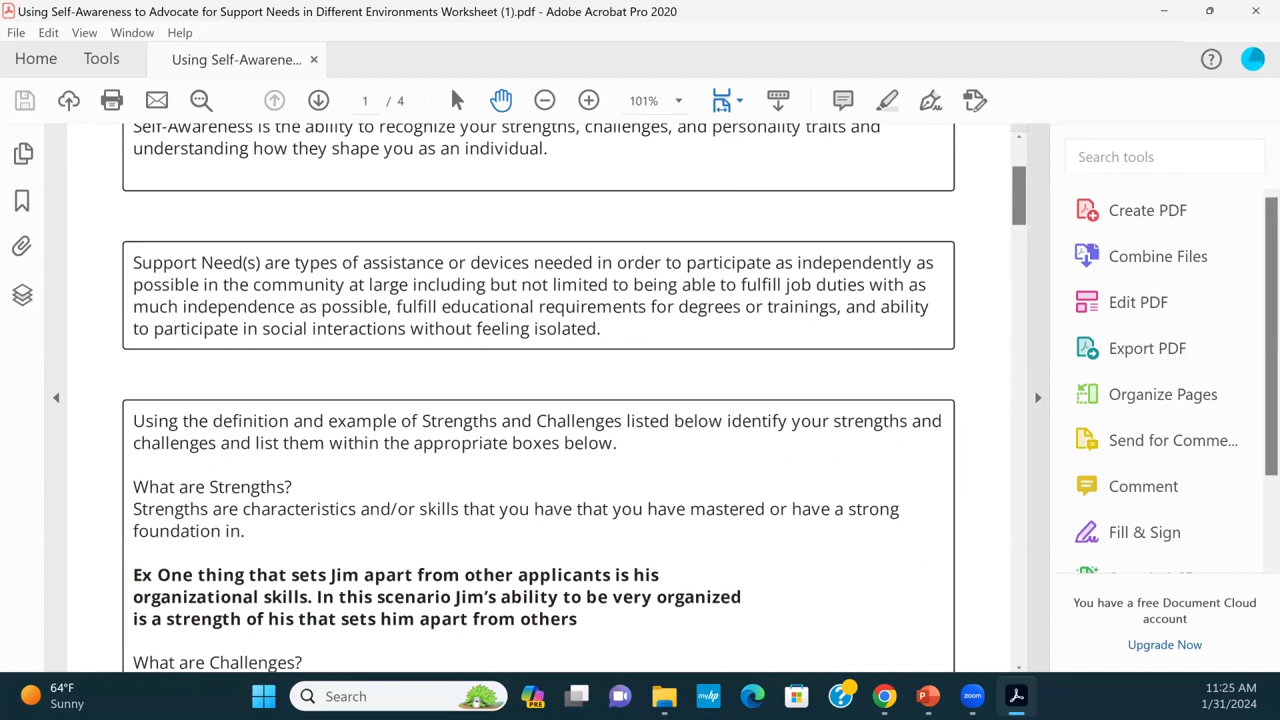 Using Self-Awareness to Advocate for Support Needs in Different Environments Worksheet (1).pdf - Adobe Acrobat Pro 2020
File Edit View Window Help
Home Tools Using Self-Awarene...
1 / 4 101%
Self-Awareness is the ability to recognize your strengths, challenges, and personality traits and
understanding how they shape you as an individual.
Support Need(s) are types of assistance or devices needed in order to participate as independently as
possible in the community at large including but not limited to being able to fulfill job duties with as
much independence as possible, fulfill educational requirements for degrees or trainings, and ability
to participate in social interactions without feeling isolated.
Using the definition and example of Strengths and Challenges listed below identify your strengths and
challenges and list them within the appropriate boxes below.
What are Strengths?
Strengths are characteristics and/or skills that you have that you have mastered or have a strong
foundation in.
Ex One thing that sets Jim apart from other applicants is his
organizational skills. In this scenario Jim's ability to be very organized
is a strength of his that sets him apart from others
What are Challenges?
Search tools
Create PDF
Combine Files
Edit PDF
Export PDF
Organize Pages
Send for Comme...
Comment
Fill & Sign
You have a free Document Cloud
account
Upgrade Now
64°F
Sunny
Search
PRE
myhp
zoom
11:25 AM
1/31/2024